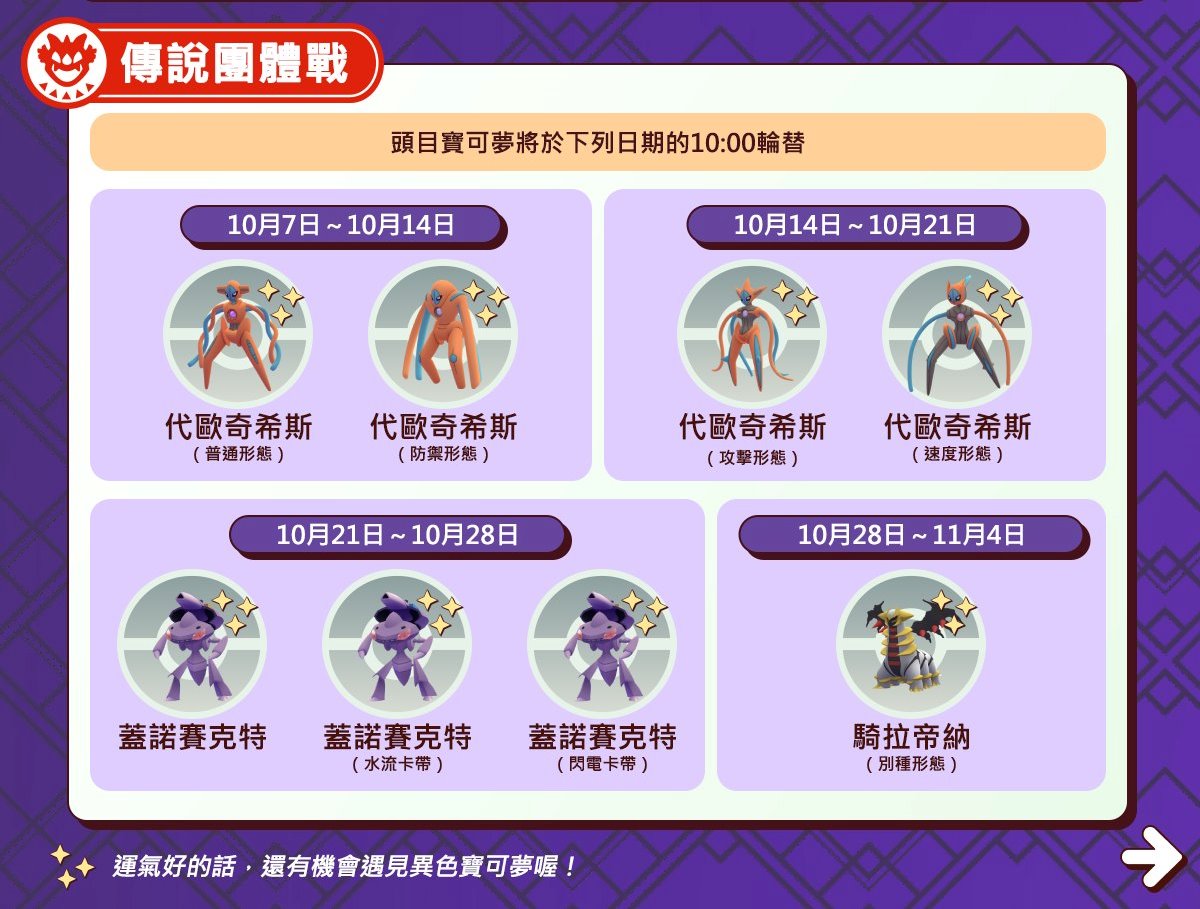 傳說團體戰
頭目寶可夢將於下列日期的10:00輪替
10月7日~10月14日
代歐奇希斯
(普通形態)
代歐奇希斯
(防禦形態)
10月14日~10月21日
代歐奇希斯
(攻擊形態)
代歐奇希斯
(速度形態)
10月21日~10月28日
蓋諾賽克特
蓋諾賽克特
(水流卡帶)
蓋諾賽克特
(閃電卡帶)
10月28日~11月4日
騎拉帝納
(別種形態)
運氣好的話,還有機會遇見異色寶可夢喔!